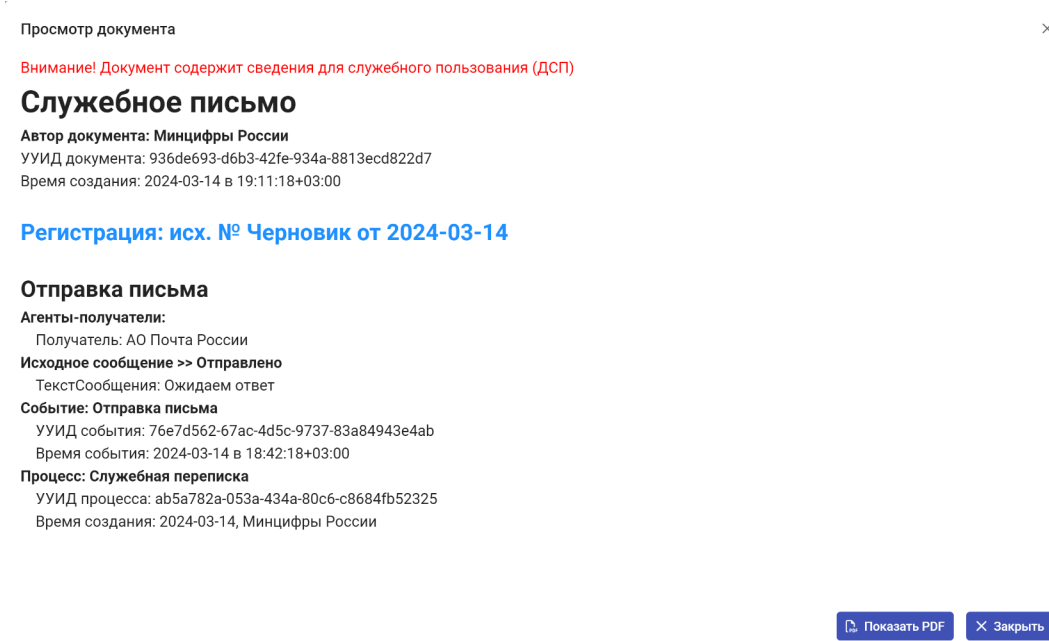 Просмотр документа
Внимание! Документ содержит сведения для служебного пользования (ДСП)
Служебное письмо
Автор документа: Минцифры России
УУИД документа: 936de693-d6b3-42fe-934a-8813ecd822d7
Время создания: 2024-03-14 в 19:11:18+03:00
Регистрация: исх. № Черновик от 2024-03-14
Отправка письма
Агенты-получатели:
Получатель: АО Почта России
Исходное сообщение >> Отправлено
ТекстСообщения: Ожидаем ответ
Событие: Отправка письма
УУИД события: 76e7d562-67ac-4d5c-9737-83a84943e4ab
Время события: 2024-03-14 в 18:42:18+03:00
Процесс: Служебная переписка
УУИД процесса: ab5a782a-053a-434a-80c6-c8684fb52325
Время создания: 2024-03-14, Минцифры России
Показать PDF
Закрыть